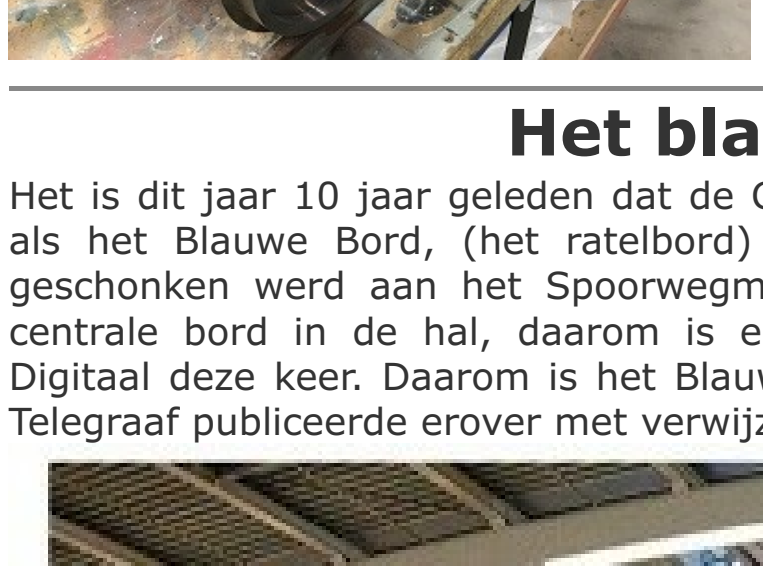 Het bla
Het is dit jaar 10 jaar geleden dat de
als het Blauwe Bord, (het ratelbord)
geschonken werd aan het Spoorwegm
centrale bord in de hal, daarom is e
Digitaal deze keer. Daarom is het Blauw
Telegraaf publiceerde erover met verwijz